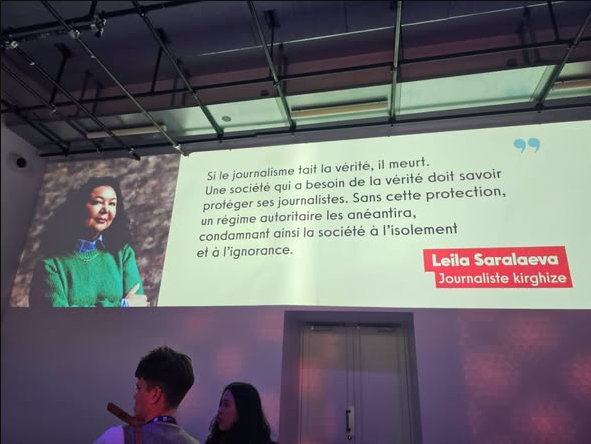 ”
Si le journalisme tait la vérité, il meurt.
Une société qui a besoin de la vérité doit savoir
protéger ses journalistes. Sans cette protection,
un régime autoritaire les anéantira,
condamnant ainsi la société à l'isolement
et à l'ignorance.
Leila Saralaeva
Journaliste kirghize